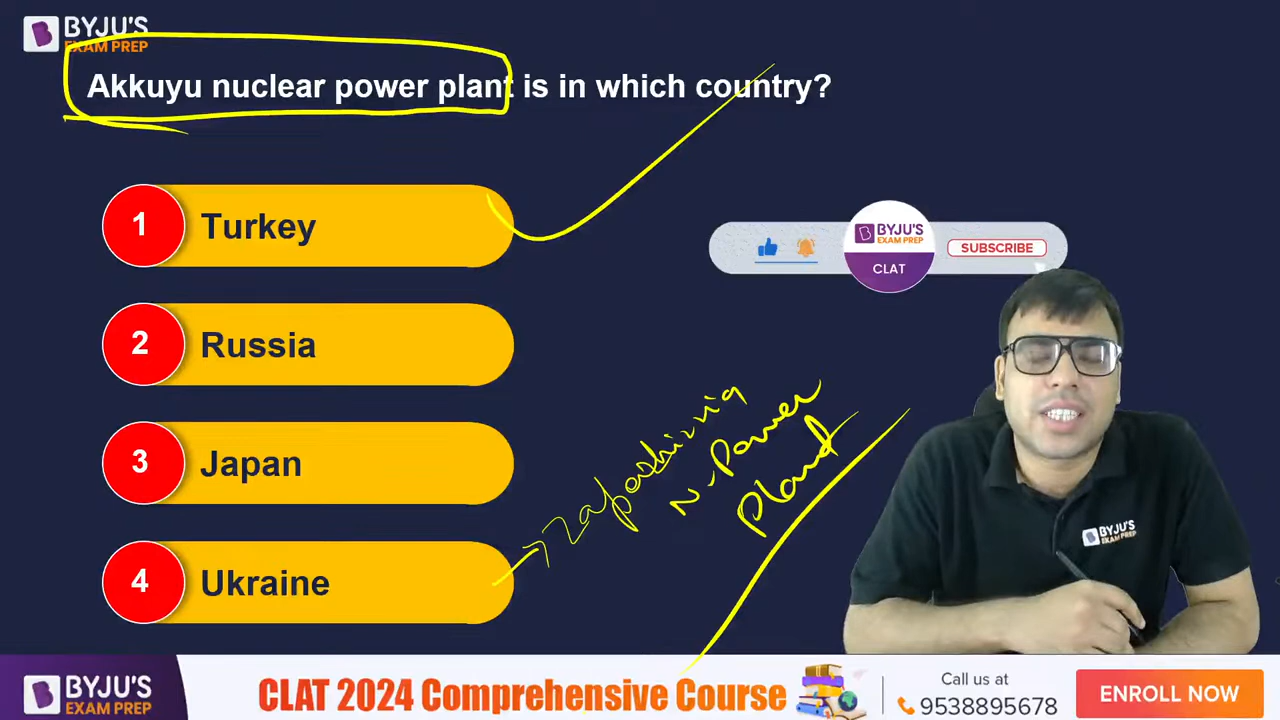 BYJU'S
EXAM PREP
Akkuyu nuclear power plant is in which country?
1 Turkey
BYJU'S
EXAM PREP
SUBSCRIBE
CLAT
2 Russia
3 Japan
N-Power
Plant
4 Ukraine
BYJU'S
EXAM PREP
BYJU'S
EXAM PREP
CLAT 2024 Comprehensive Course
Call us at
9538895678
ENROLL NOW